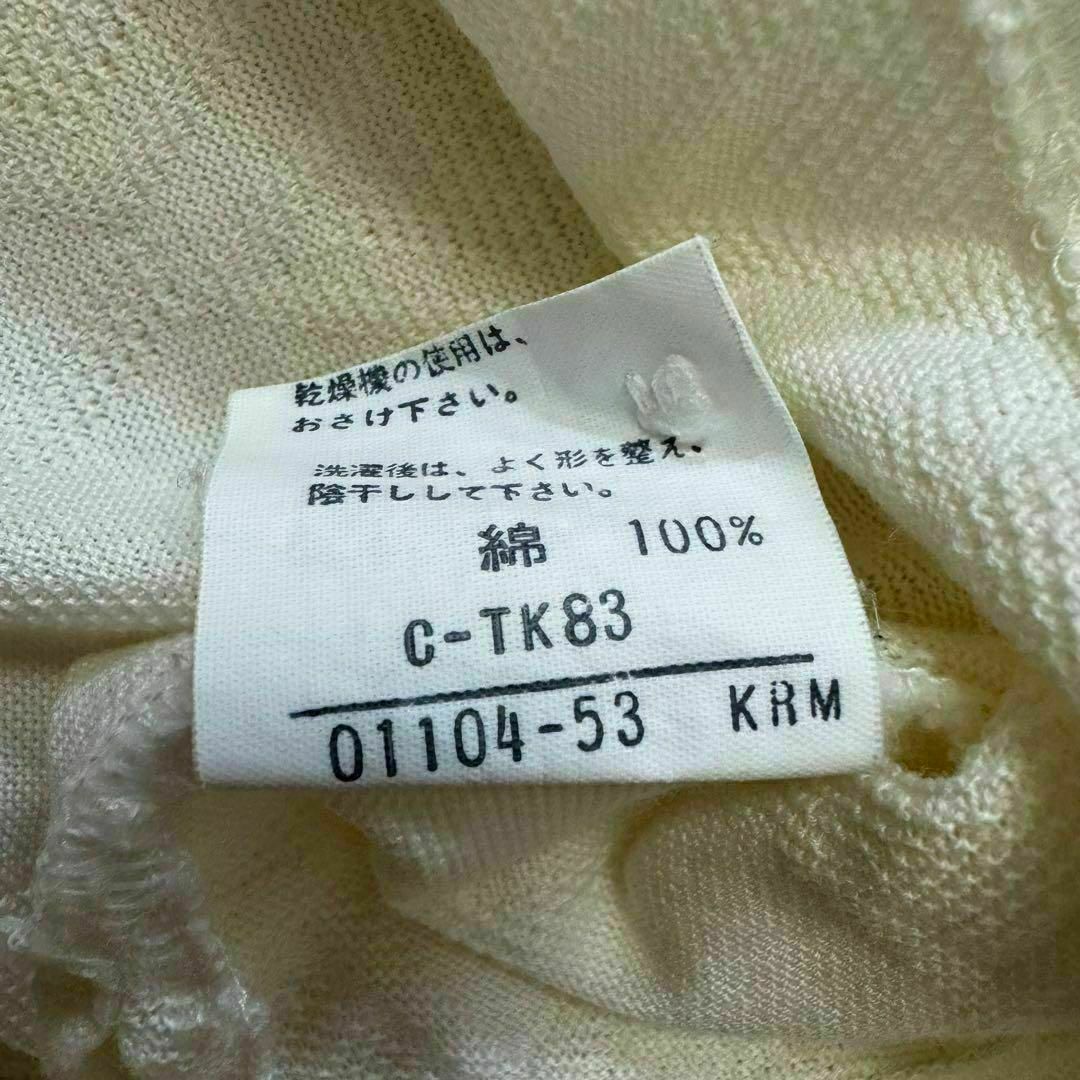 乾燥機の使用は、
おさけ下さい。
洗濯後は、よく形を整え、
陰干ししして下さい。
綿 100%
C-TK83
01104-53 KRM